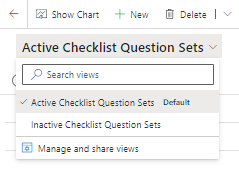 Show Chart New Delete
Active Checklist Question Sets
Search views
Active Checklist Question Sets Default
Inactive Checklist Question Sets
Manage and share views